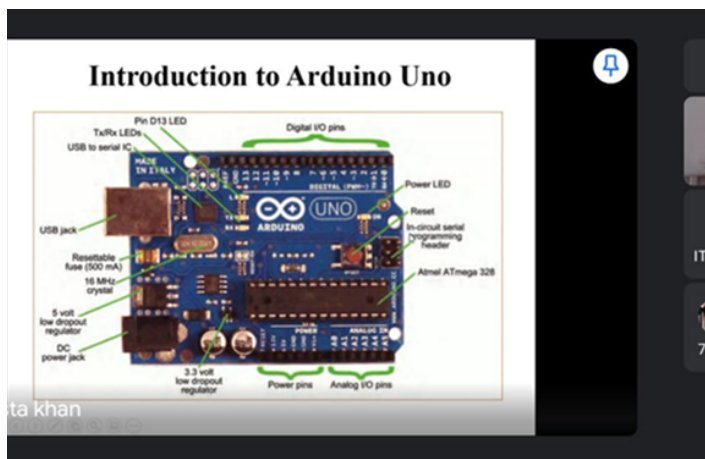 Introduction to Arduino Uno
Pin D13 LED
Tx/Rx LEDs
USB to serial IC
Digital I/O pins
MADE
IN ITALY
DIGITAL (PWM~)
Power LED
UNO
ARDUINO
Reset
In-circuit serial
programming
header
USB jack
Resettable
fuse (500 mA)
16 MHz
crystal
Atmel ATmega 328
5 volt
low dropout
regulator
POWER
ANALOG IN
DC
power jack
3.3 volt
low dropout
regulator
Power pins
Analog I/O pins
sta khan
IT
7